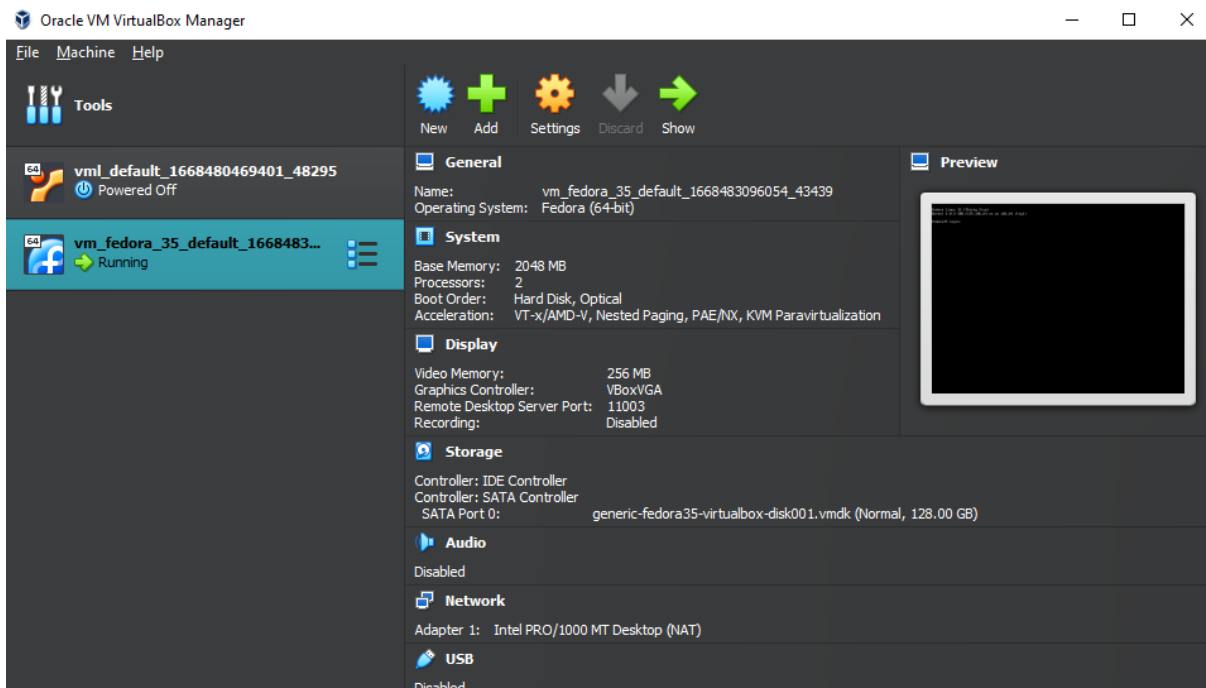 Oracle VM VirtualBox Manager
File Machine Help
Tools
New Add Settings Discard Show
64
vml_default_1668480469401_48295
Powered Off
64
vm_fedora_35_default_1668483...
Running
General
Name: vm_fedora_35_default_1668483096054_43439
Operating System: Fedora (64-bit)
System
Base Memory: 2048 MB
Processors: 2
Boot Order: Hard Disk, Optical
Acceleration: VT-x/AMD-V, Nested Paging, PAE/NX, KVM Paravirtualization
Display
Video Memory: 256 MB
Graphics Controller: VBoxVGA
Remote Desktop Server Port: 11003
Recording: Disabled
Storage
Controller: IDE Controller
Controller: SATA Controller
SATA Port 0: generic-fedora35-virtualbox-disk001.vmdk (Normal, 128.00 GB)
Audio
Disabled
Network
Adapter 1: Intel PRO/1000 MT Desktop (NAT)
USB
Disabled
Preview